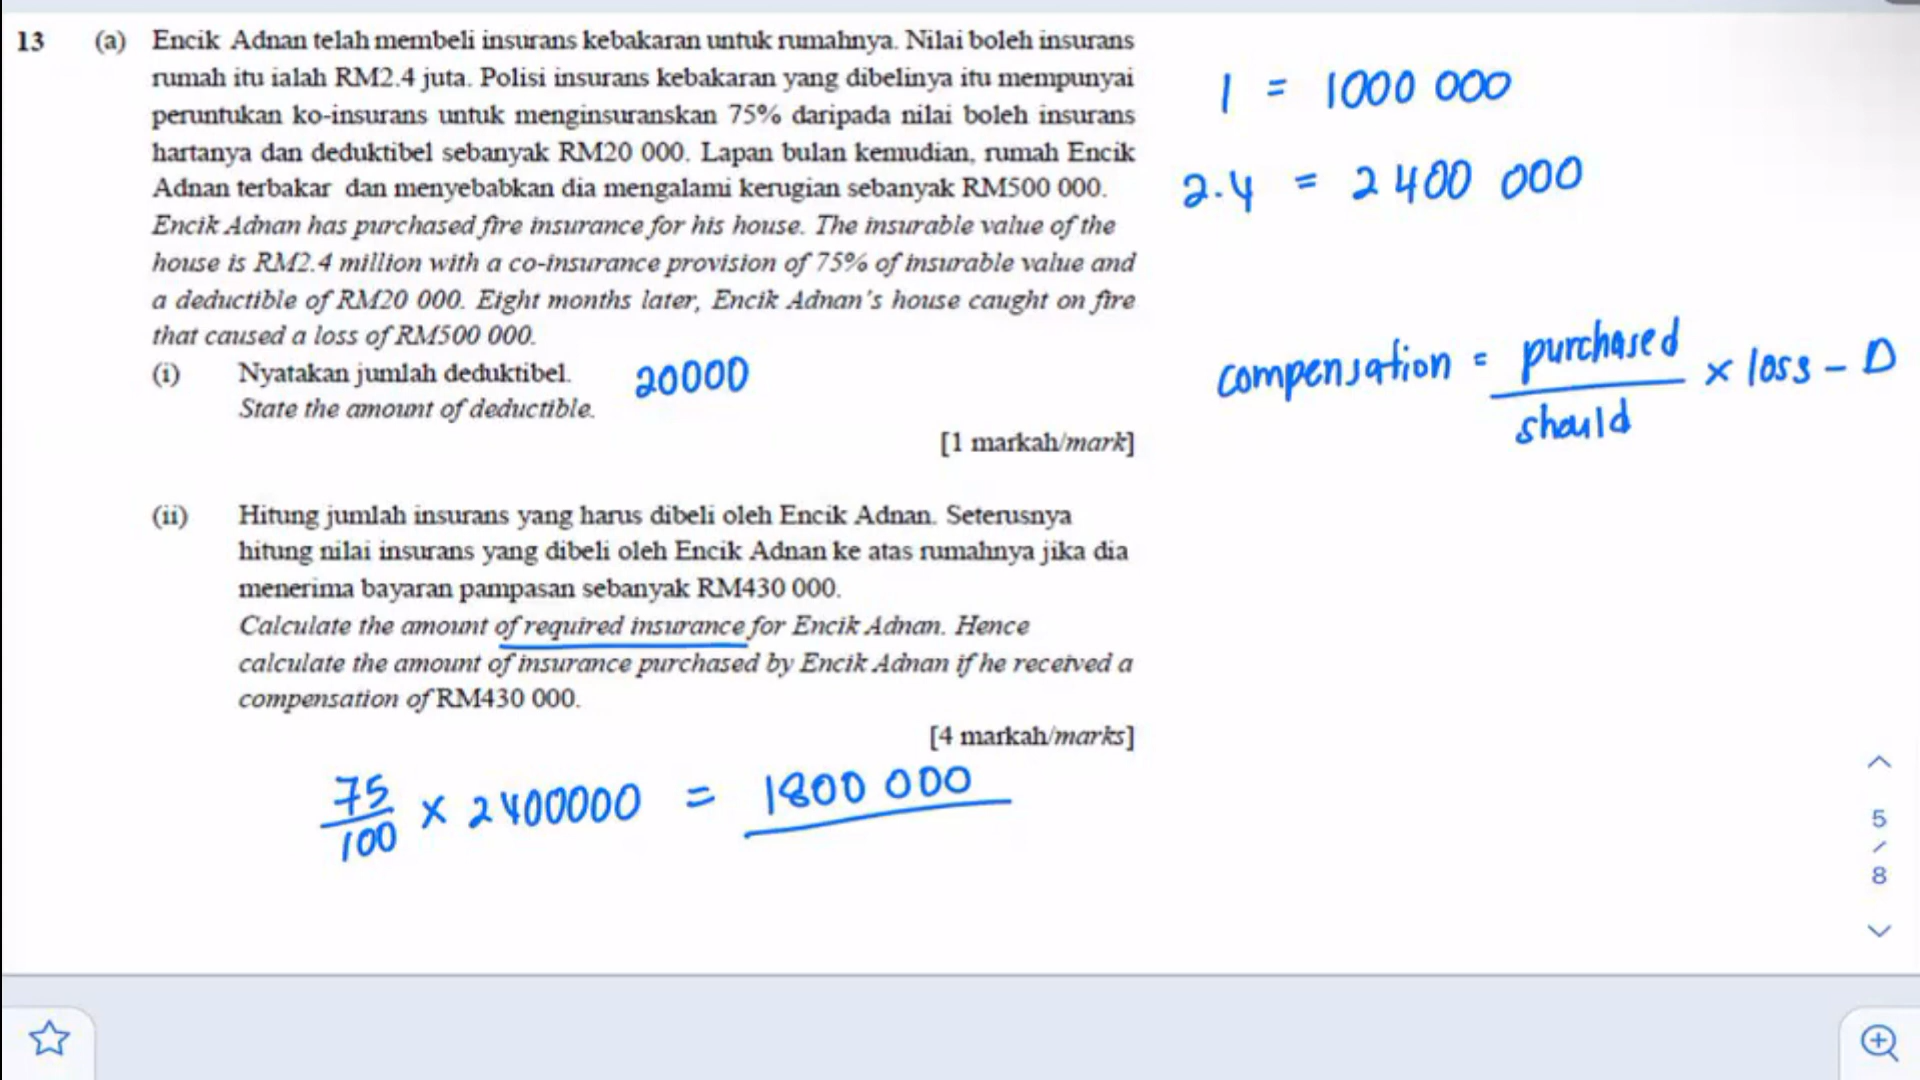 13 (a) Encik Adnan telah membeli insurans kebakaran untuk rumahnya. Nilai boleh insurans
rumah itu ialah RM2.4 juta. Polisi insurans kebakaran yang dibelinya itu mempunyai
peruntukan ko-insurans untuk menginsuranskan 75% daripada nilai boleh insurans
hartanya dan deduktibel sebanyak RM20 000. Lapan bulan kemudian, rumah Encik
Adnan terbakar dan menyebabkan dia mengalami kerugian sebanyak RM500 000.
Encik Adnan has purchased fire insurance for his house. The insurable value of the
house is RM2.4 million with a co-insurance provision of 75% of insurable value and
a deductible of RM20 000. Eight months later, Encik Adnan's house caught on fire
that caused a loss of RM500 000.
(i) Nyatakan jumlah deduktibel. 20000
State the amount of deductible.
[1 markah/mark]
(ii) Hitung jumlah insurans yang harus dibeli oleh Encik Adnan. Seterusnya
hitung nilai insurans yang dibeli oleh Encik Adnan ke atas rumahnya jika dia
menerima bayaran pampasan sebanyak RM430 000.
Calculate the amount of required insurance for Encik Adnan. Hence
calculate the amount of insurance purchased by Encik Adnan if he received a
compensation of RM430 000.
[4 markah/marks]
75/100 × 2400000 = 1800 000
1 = 1000 000
2.4 = 2400 000
compensation = purchased/should × loss - D
5
/
8